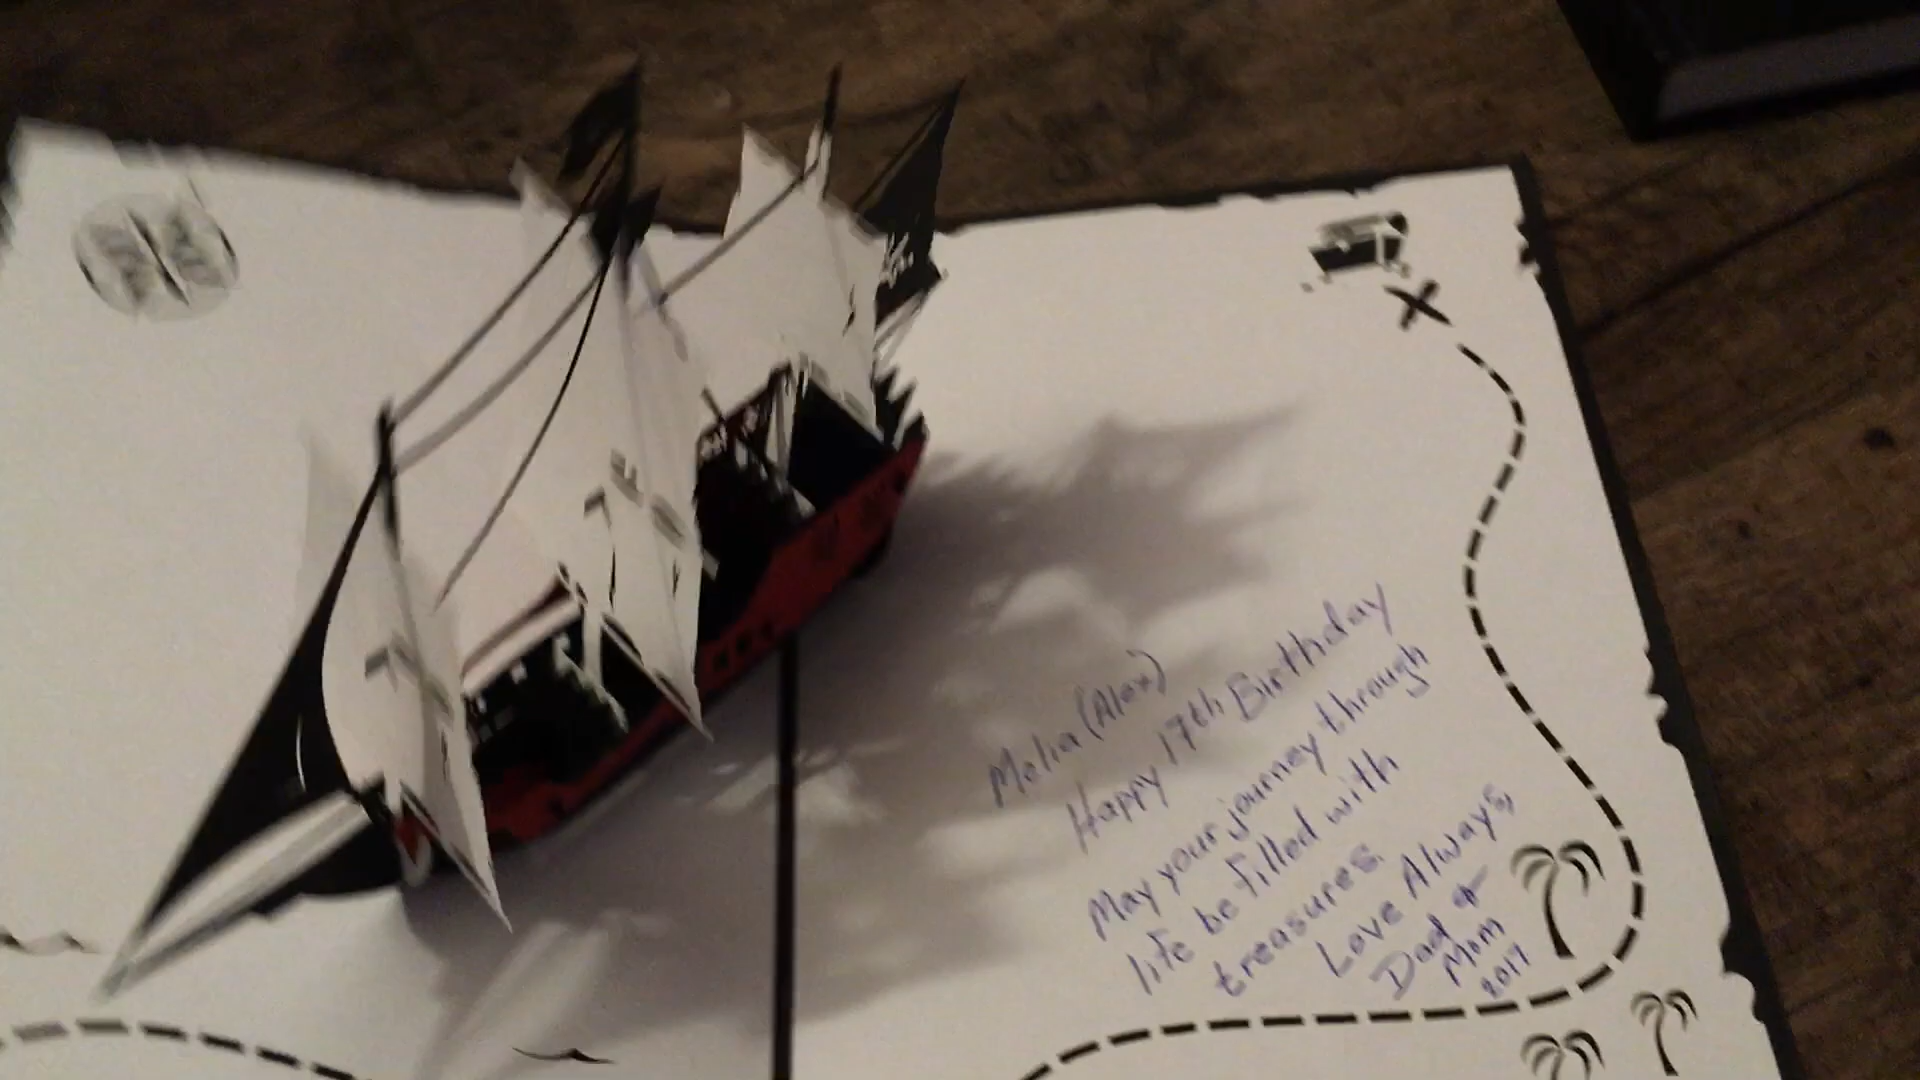 Melia (Alex)
Happy 17th Birthday
May your journey through
life be filled with
treasures.
Love Always,
Dad &
Mom
2017